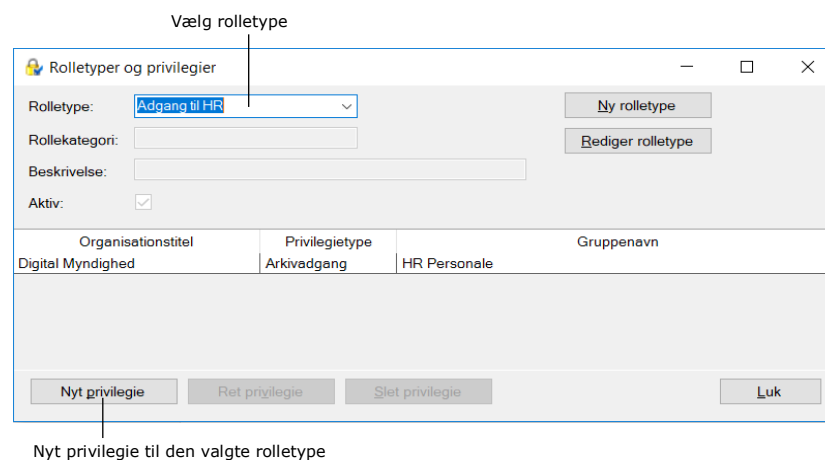 Vælg rolletype
Rolletyper og privilegier
Rolletype: Adgang til HR Ny rolletype
Rollekategori: Rediger rolletype
Beskrivelse:
Aktiv:
Organisationstitel Privilegietype Gruppenavn
Digital Myndighed Arkivadgang HR Personale
Nyt privilegie Ret privilegie Slet privilegie Luk
Nyt privilegie til den valgte rolletype